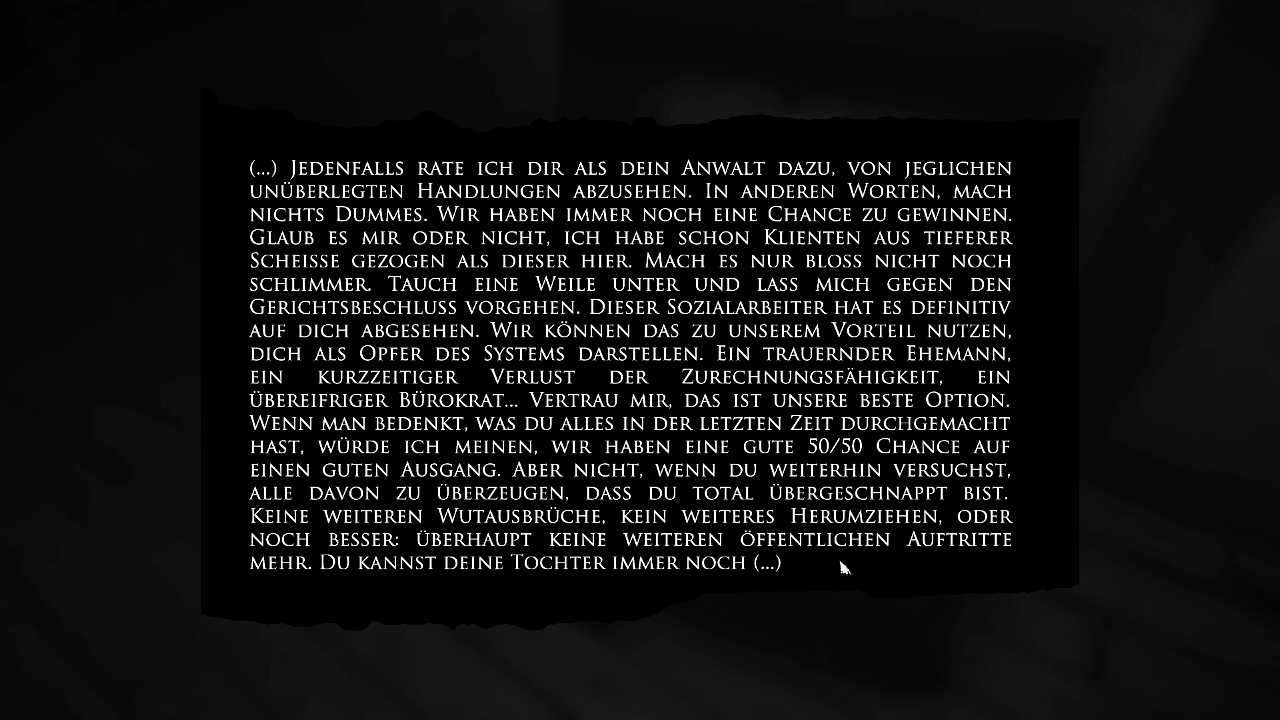 (...) Jedenfalls rate ich dir als dein Anwalt dazu, von jeglichen
unüberlegten Handlungen abzusehen. In anderen Worten, mach
nichts Dummes. Wir haben immer noch eine Chance zu gewinnen.
Glaub es mir oder nicht, ich habe schon Klienten aus tieferer
Scheisse gezogen als dieser hier. Mach es nur bloss nicht noch
schlimmer. Tauch eine Weile unter und lass mich gegen den
Gerichtsbeschluss vorgehen. Dieser Sozialarbeiter hat es definitiv
auf dich abgesehen. Wir können das zu unserem Vorteil nutzen,
dich als Opfer des Systems darstellen. Ein trauernder Ehemann,
ein kurzzeitiger Verlust der Zurechnungsfähigkeit, ein
übereifriger Bürokrat... Vertrau mir, das ist unsere beste Option.
Wenn man bedenkt, was du alles in der letzten Zeit durchgemacht
hast, würde ich meinen, wir haben eine gute 50/50 Chance auf
einen guten Ausgang. Aber nicht, wenn du weiterhin versuchst,
alle davon zu überzeugen, dass du total übergeschnappt bist.
Keine weiteren Wutausbrüche, kein weiteres Herumziehen, oder
noch besser: überhaupt keine weiteren öffentlichen Auftritte
mehr. Du kannst deine Tochter immer noch (...)